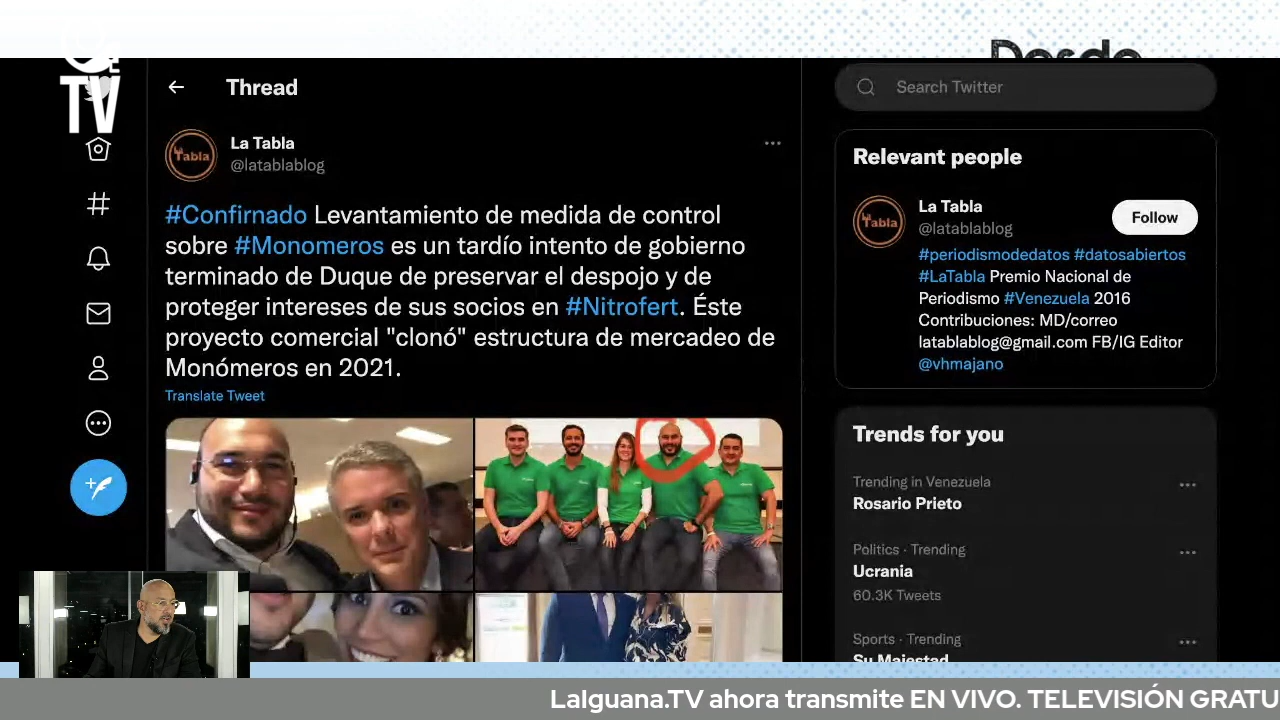 Desde
TV
Thread
Search Twitter
La Tabla
@latablablog
#Confirnado Levantamiento de medida de control
sobre #Monomeros es un tardío intento de gobierno
terminado de Duque de preservar el despojo y de
proteger intereses de sus socios en #Nitrofert. Éste
proyecto comercial "clonó" estructura de mercadeo de
Monómeros en 2021.
Translate Tweet
Relevant people
Tabla
La Tabla
@latablablog
Follow
#periodismodedatos #datosabiertos
#LaTabla Premio Nacional de
Periodismo #Venezuela 2016
Contribuciones: MD/correo
latablablog@gmail.com FB/IG Editor
@vhmajano
Trends for you
Trending in Venezuela
Rosario Prieto
Politics · Trending
Ucrania
60.3K Tweets
Sports · Trending
Su Majestad
LaIguana.TV ahora transmite EN VIVO. TELEVISIÓN GRATU